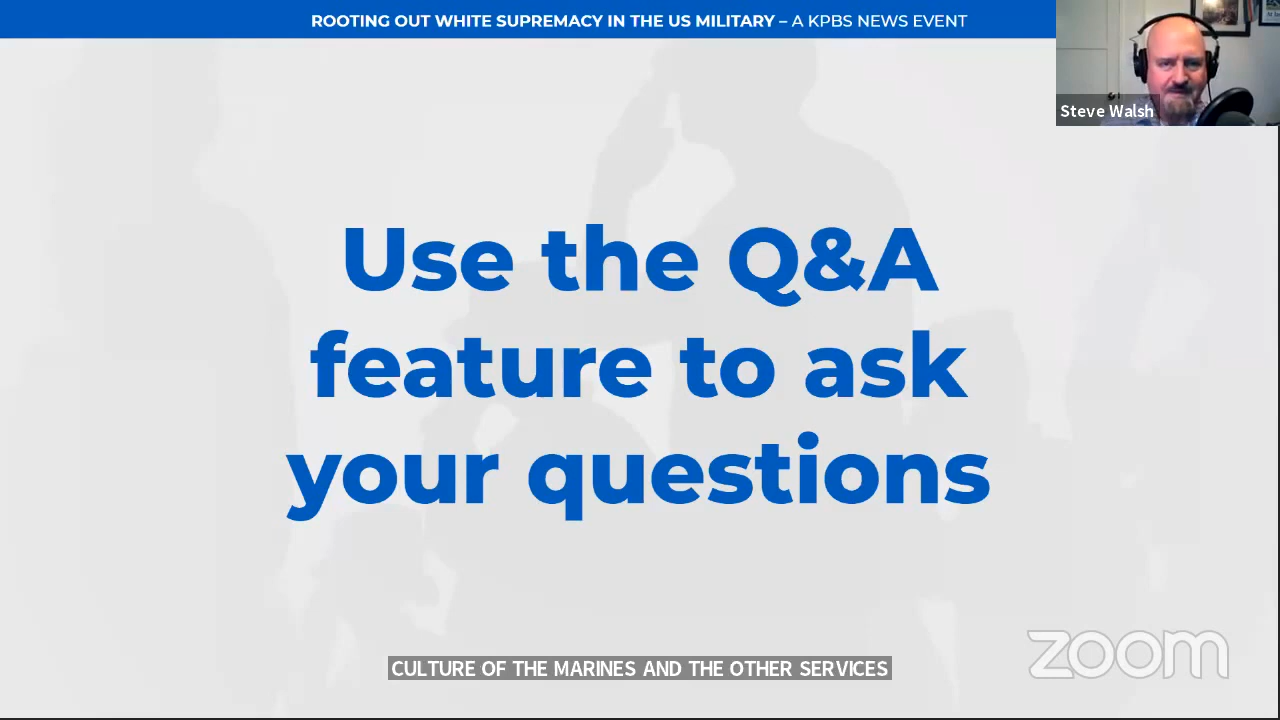 ROOTING OUT WHITE SUPREMACY IN THE US MILITARY – A KPBS NEWS EVENT
Steve Walsh
Use the Q&A
feature to ask
your questions
CULTURE OF THE MARINES AND THE OTHER SERVICES
zoom